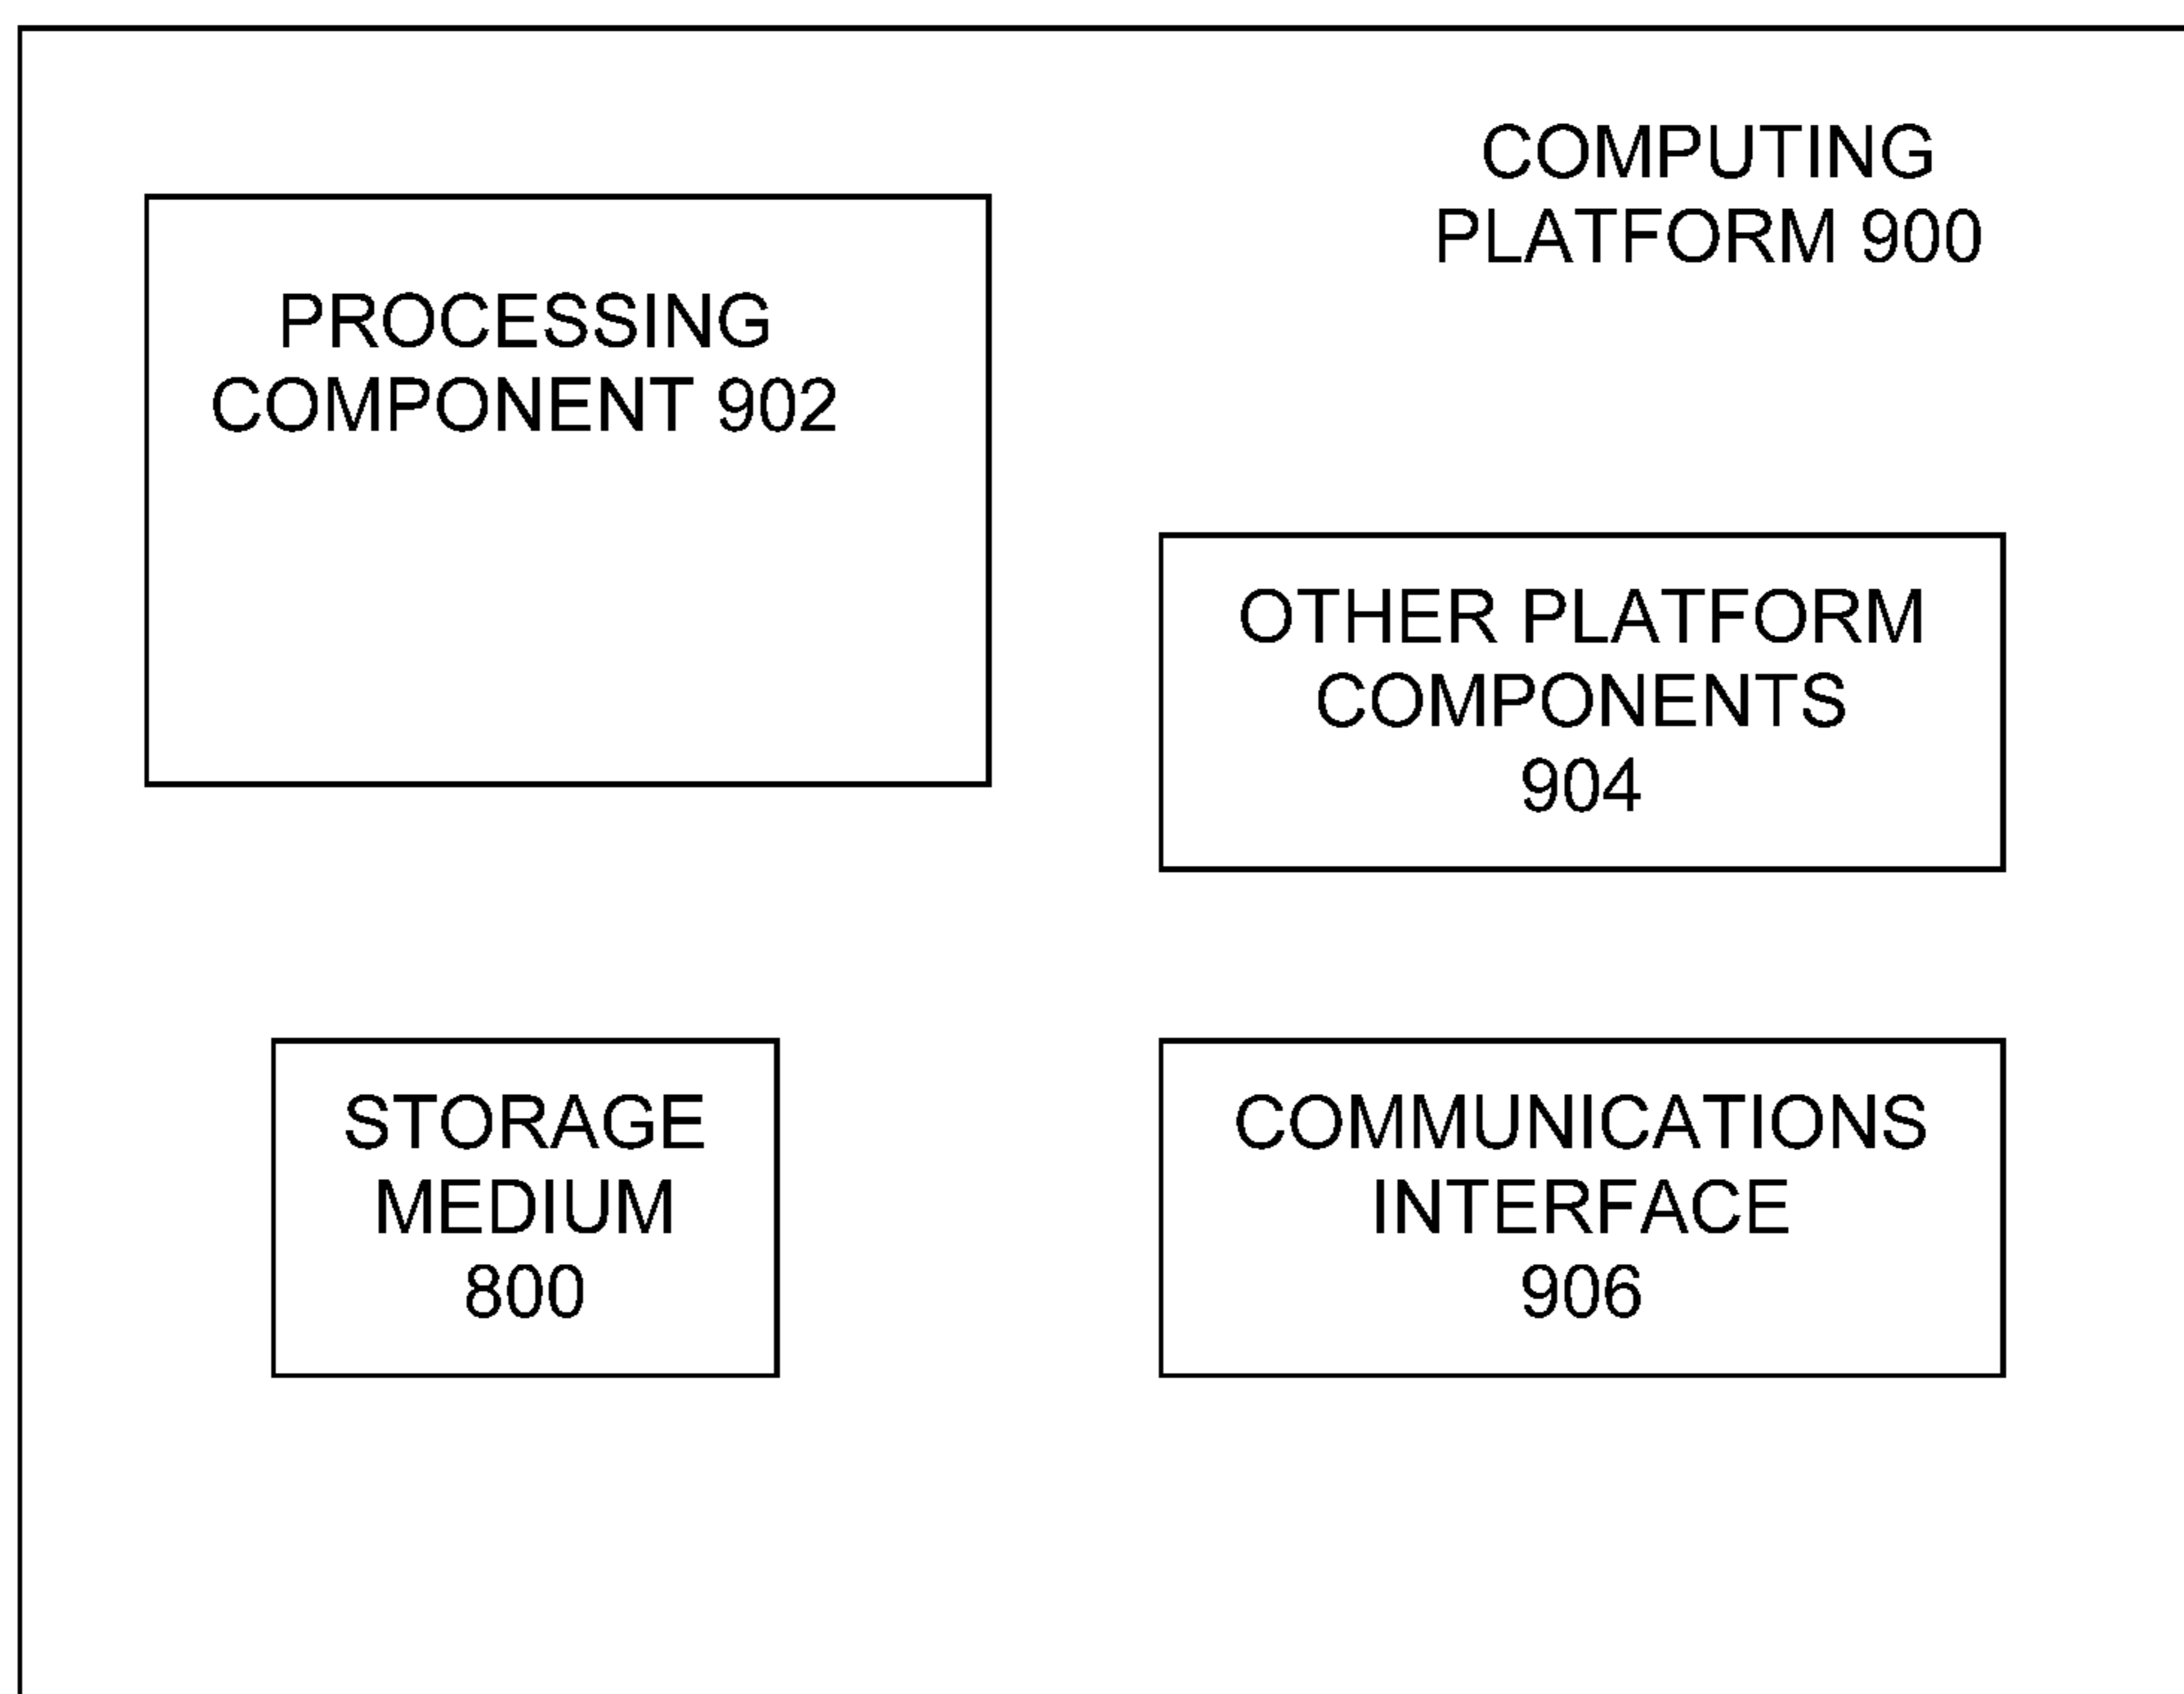 COMPUTING
PLATFORM 900
PROCESSING
COMPONENT 902
OTHER PLATFORM
COMPONENTS
904
STORAGE
MEDIUM
800
COMMUNICATIONS
INTERFACE
906